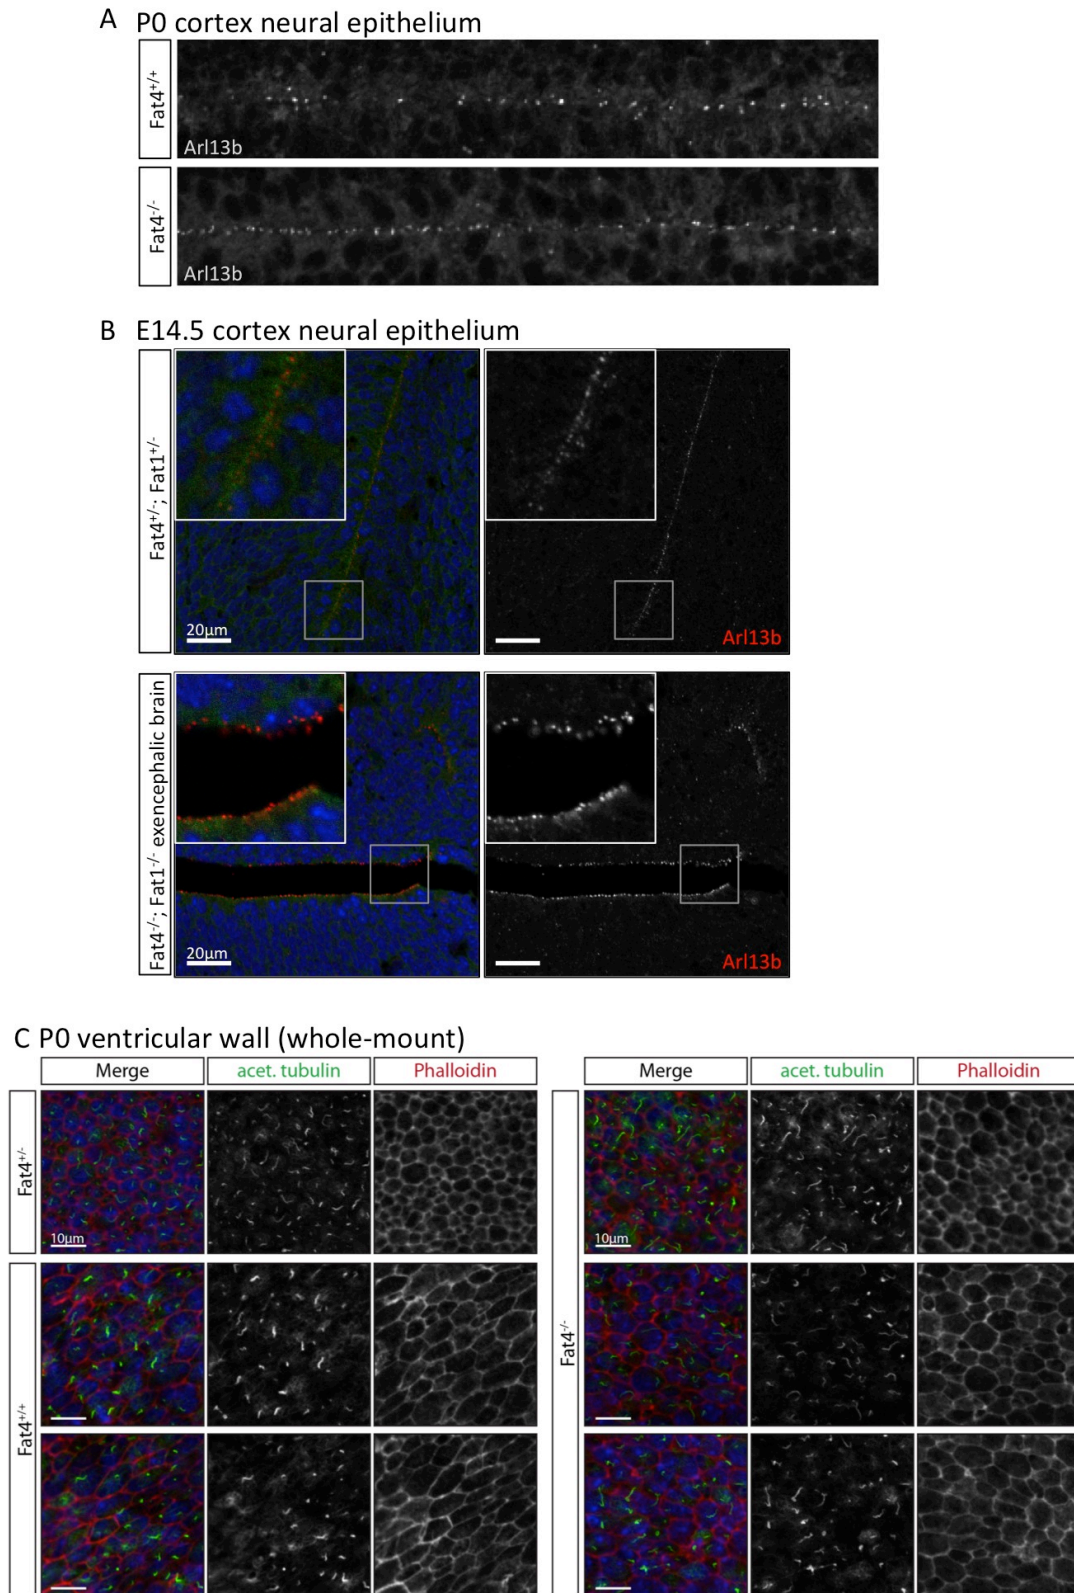 A P0 cortex neural epithelium
Fat4+/+
Arl13b
Fat4-/-
Arl13b
B E14.5 cortex neural epithelium
Fat4+/-; Fat1+/-
20µm
Arl13b
Fat4-/-; Fat1-/- exencephalic brain
20µm
Arl13b
C P0 ventricular wall (whole-mount)
Merge acet. tubulin Phalloidin Merge acet. tubulin Phalloidin
Fat4+/-
10µm
10µm
Fat4+/+
Fat4-/-